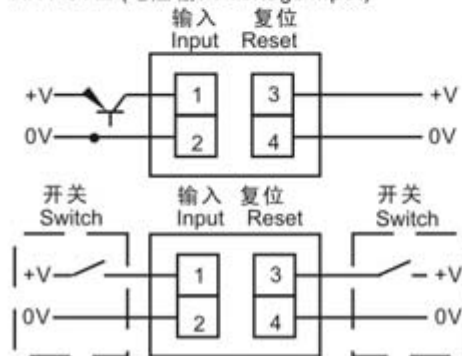 输入 复位
Input Reset
+V 1 3 +V
0V 2 4 0V
开关 输入 复位 开关
Switch Input Reset Switch
+V 1 3 +V
0V 2 4 0V